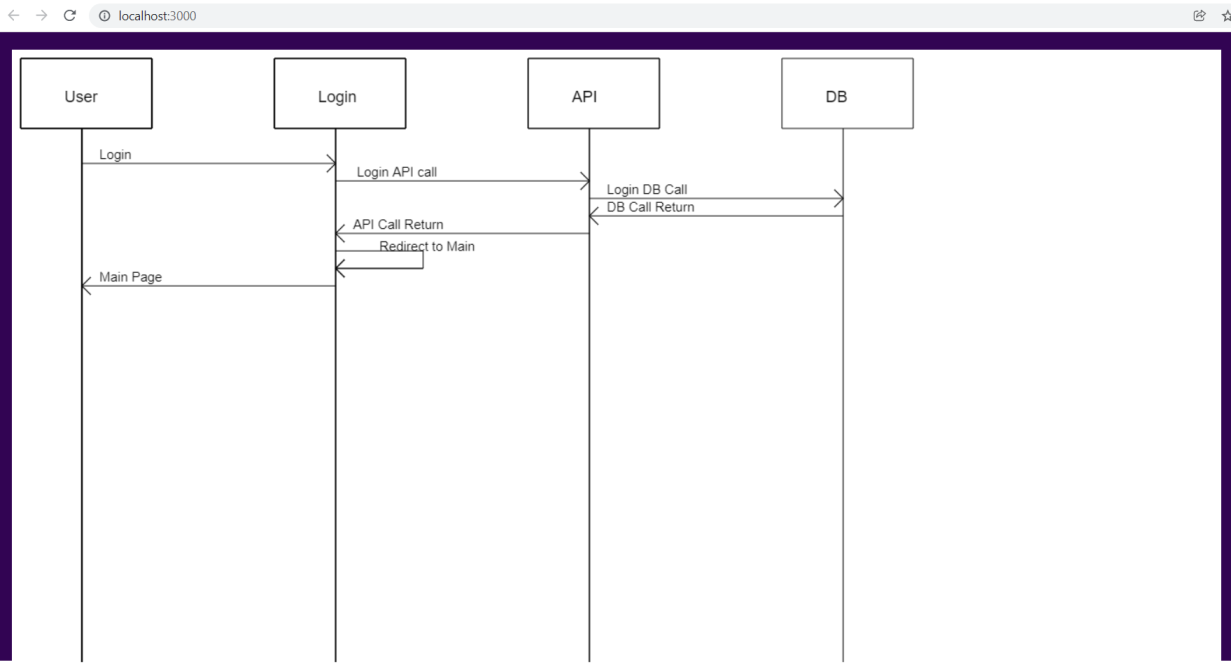 localhost:3000
User
Login
API
DB
Login
Login API call
Login DB Call
DB Call Return
API Call Return
Redirect to Main
Main Page